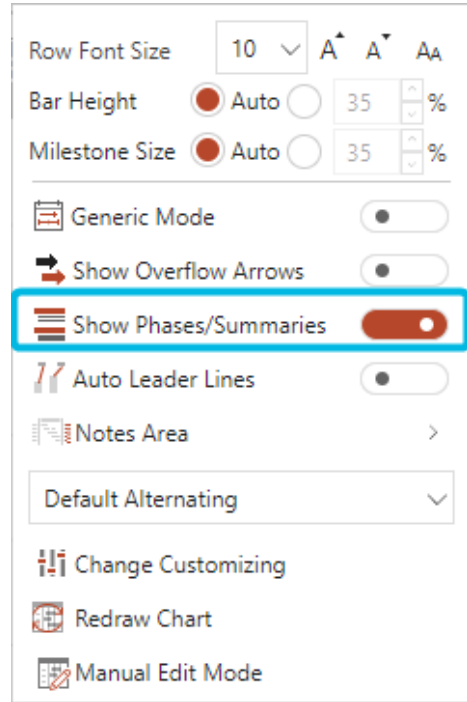 Row Font Size 10 A A AA
Bar Height Auto 35 %
Milestone Size Auto 35 %
Generic Mode
Show Overflow Arrows
Show Phases/Summaries
Auto Leader Lines
Notes Area
Default Alternating
Change Customizing
Redraw Chart
Manual Edit Mode